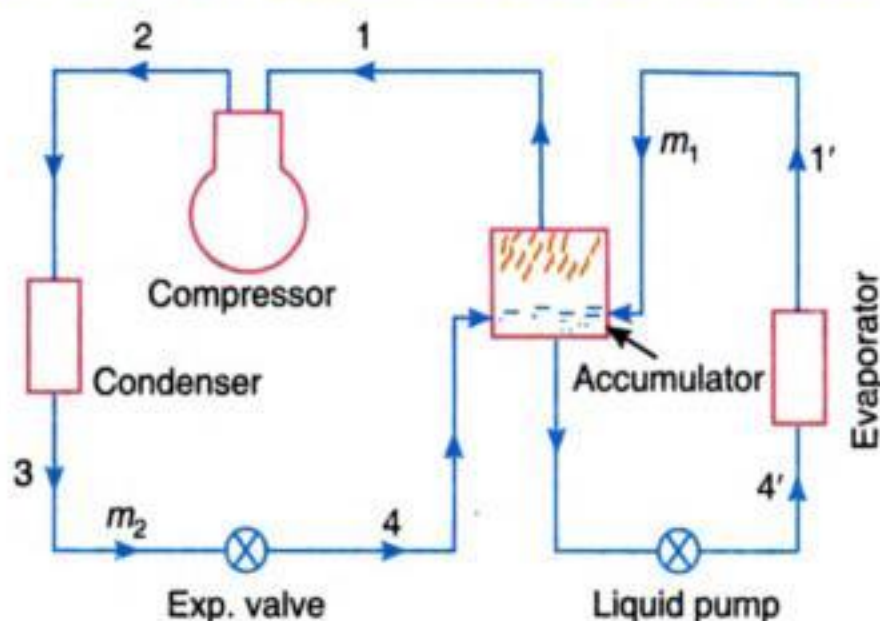 2
1
m₁
1′
Compressor
Condenser
Accumulator
Evaporator
3
m₂
4
4′
Exp. valve
Liquid pump